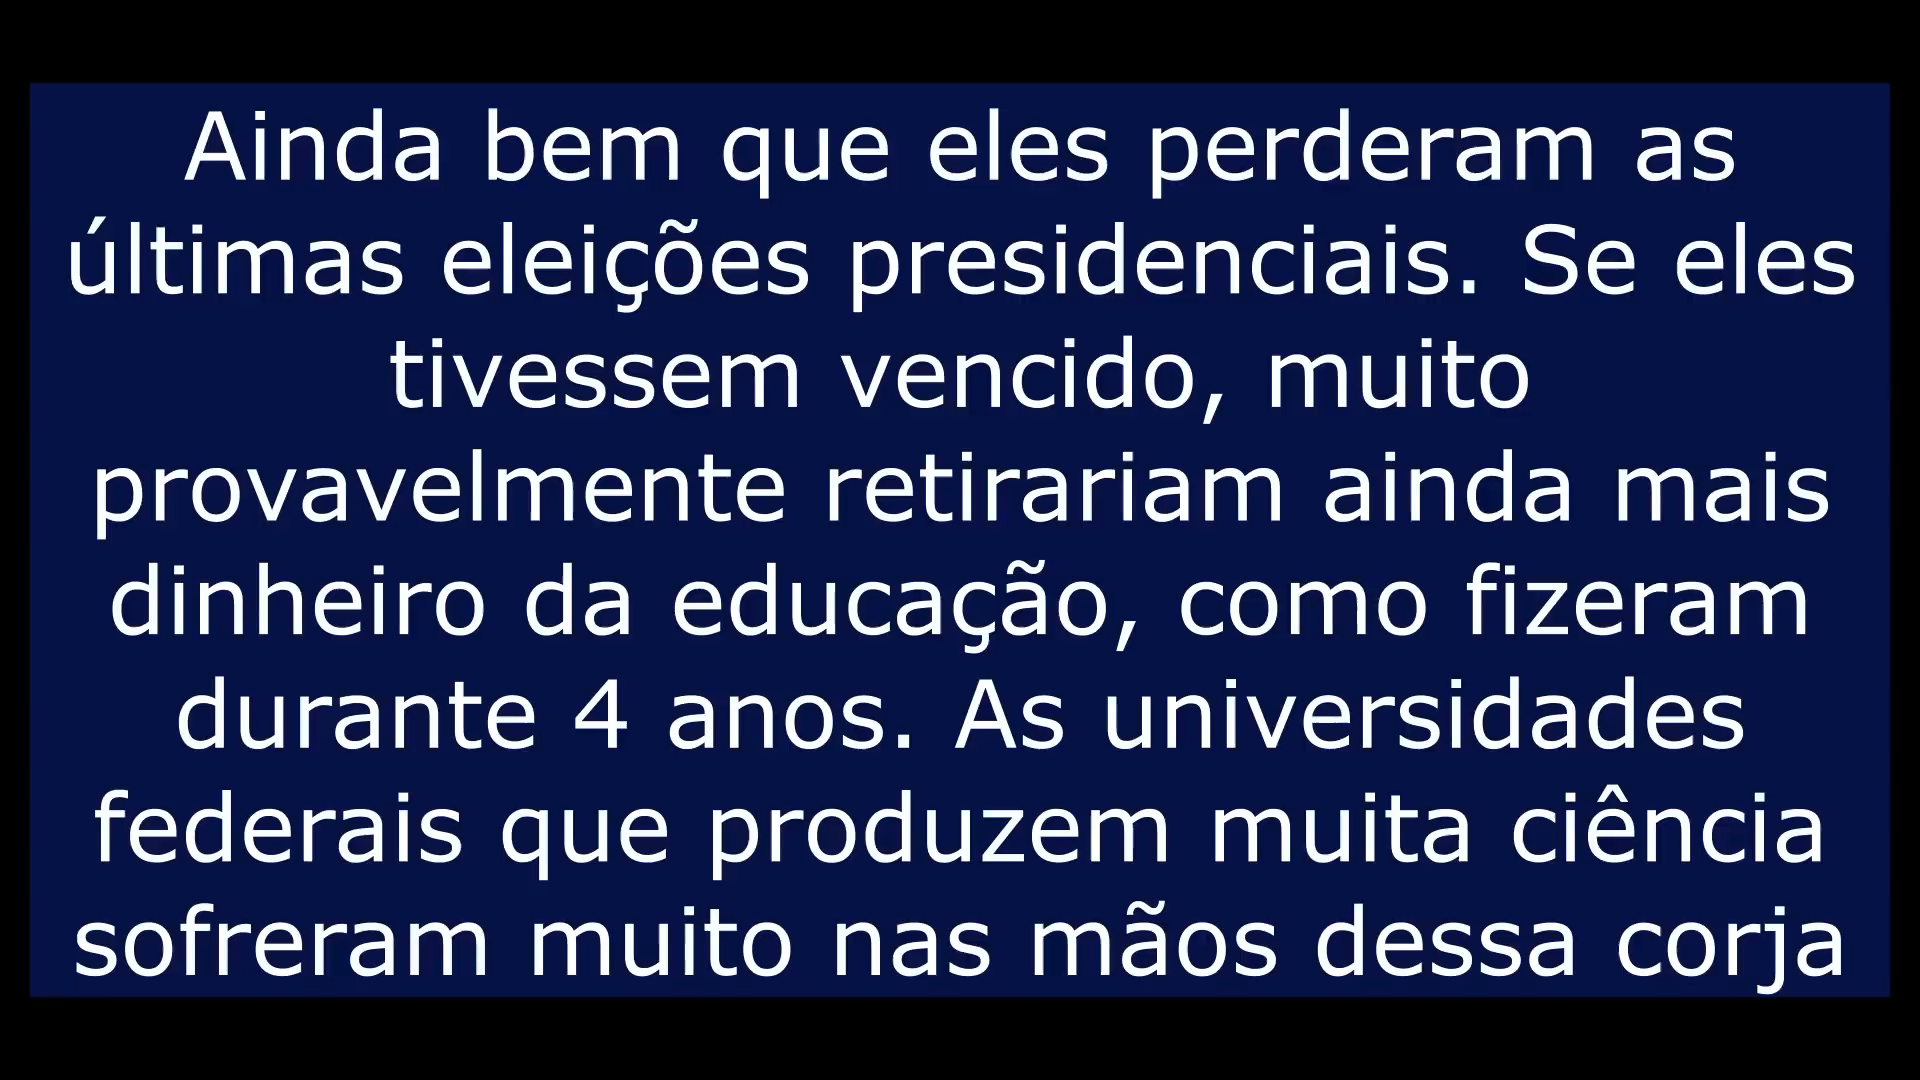 Ainda bem que eles perderam as
últimas eleições presidenciais. Se eles
tivessem vencido, muito
provavelmente retirariam ainda mais
dinheiro da educação, como fizeram
durante 4 anos. As universidades
federais que produzem muita ciência
sofreram muito nas mãos dessa corja